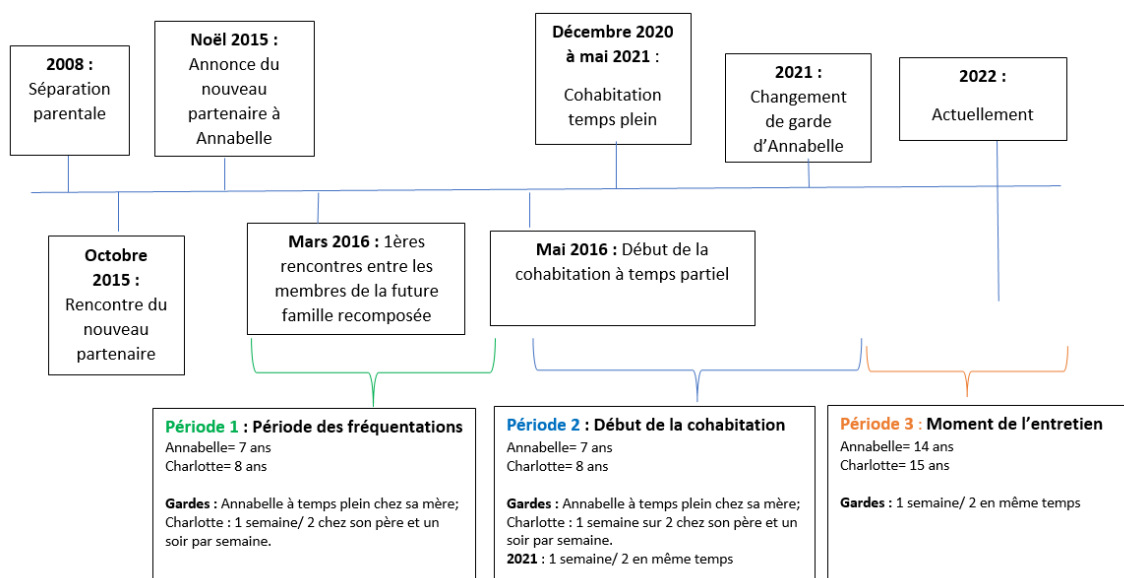 2008 :
Séparation
parentale
Noël 2015 :
Annonce du
nouveau
partenaire à
Annabelle
Décembre 2020
à mai 2021 :
Cohabitation
temps plein
2021 :
Changement
de garde
d’Annabelle
2022 :
Actuellement
Octobre
2015 :
Rencontre du
nouveau
partenaire
Mars 2016 : 1ères
rencontres entre les
membres de la future
famille recomposée
Mai 2016 : Début de la
cohabitation à temps partiel
Période 1 : Période des fréquentations
Annabelle= 7 ans
Charlotte= 8 ans
Gardes : Annabelle à temps plein chez sa mère;
Charlotte : 1 semaine/ 2 chez son père et un
soir par semaine.
Période 2 : Début de la cohabitation
Annabelle= 7 ans
Charlotte= 8 ans
Gardes : Annabelle à temps plein chez sa mère;
Charlotte : 1 semaine sur 2 chez son père et un
soir par semaine.
2021 : 1 semaine/ 2 en même temps
Période 3 : Moment de l’entretien
Annabelle= 14 ans
Charlotte= 15 ans
Gardes : 1 semaine/ 2 en même temps